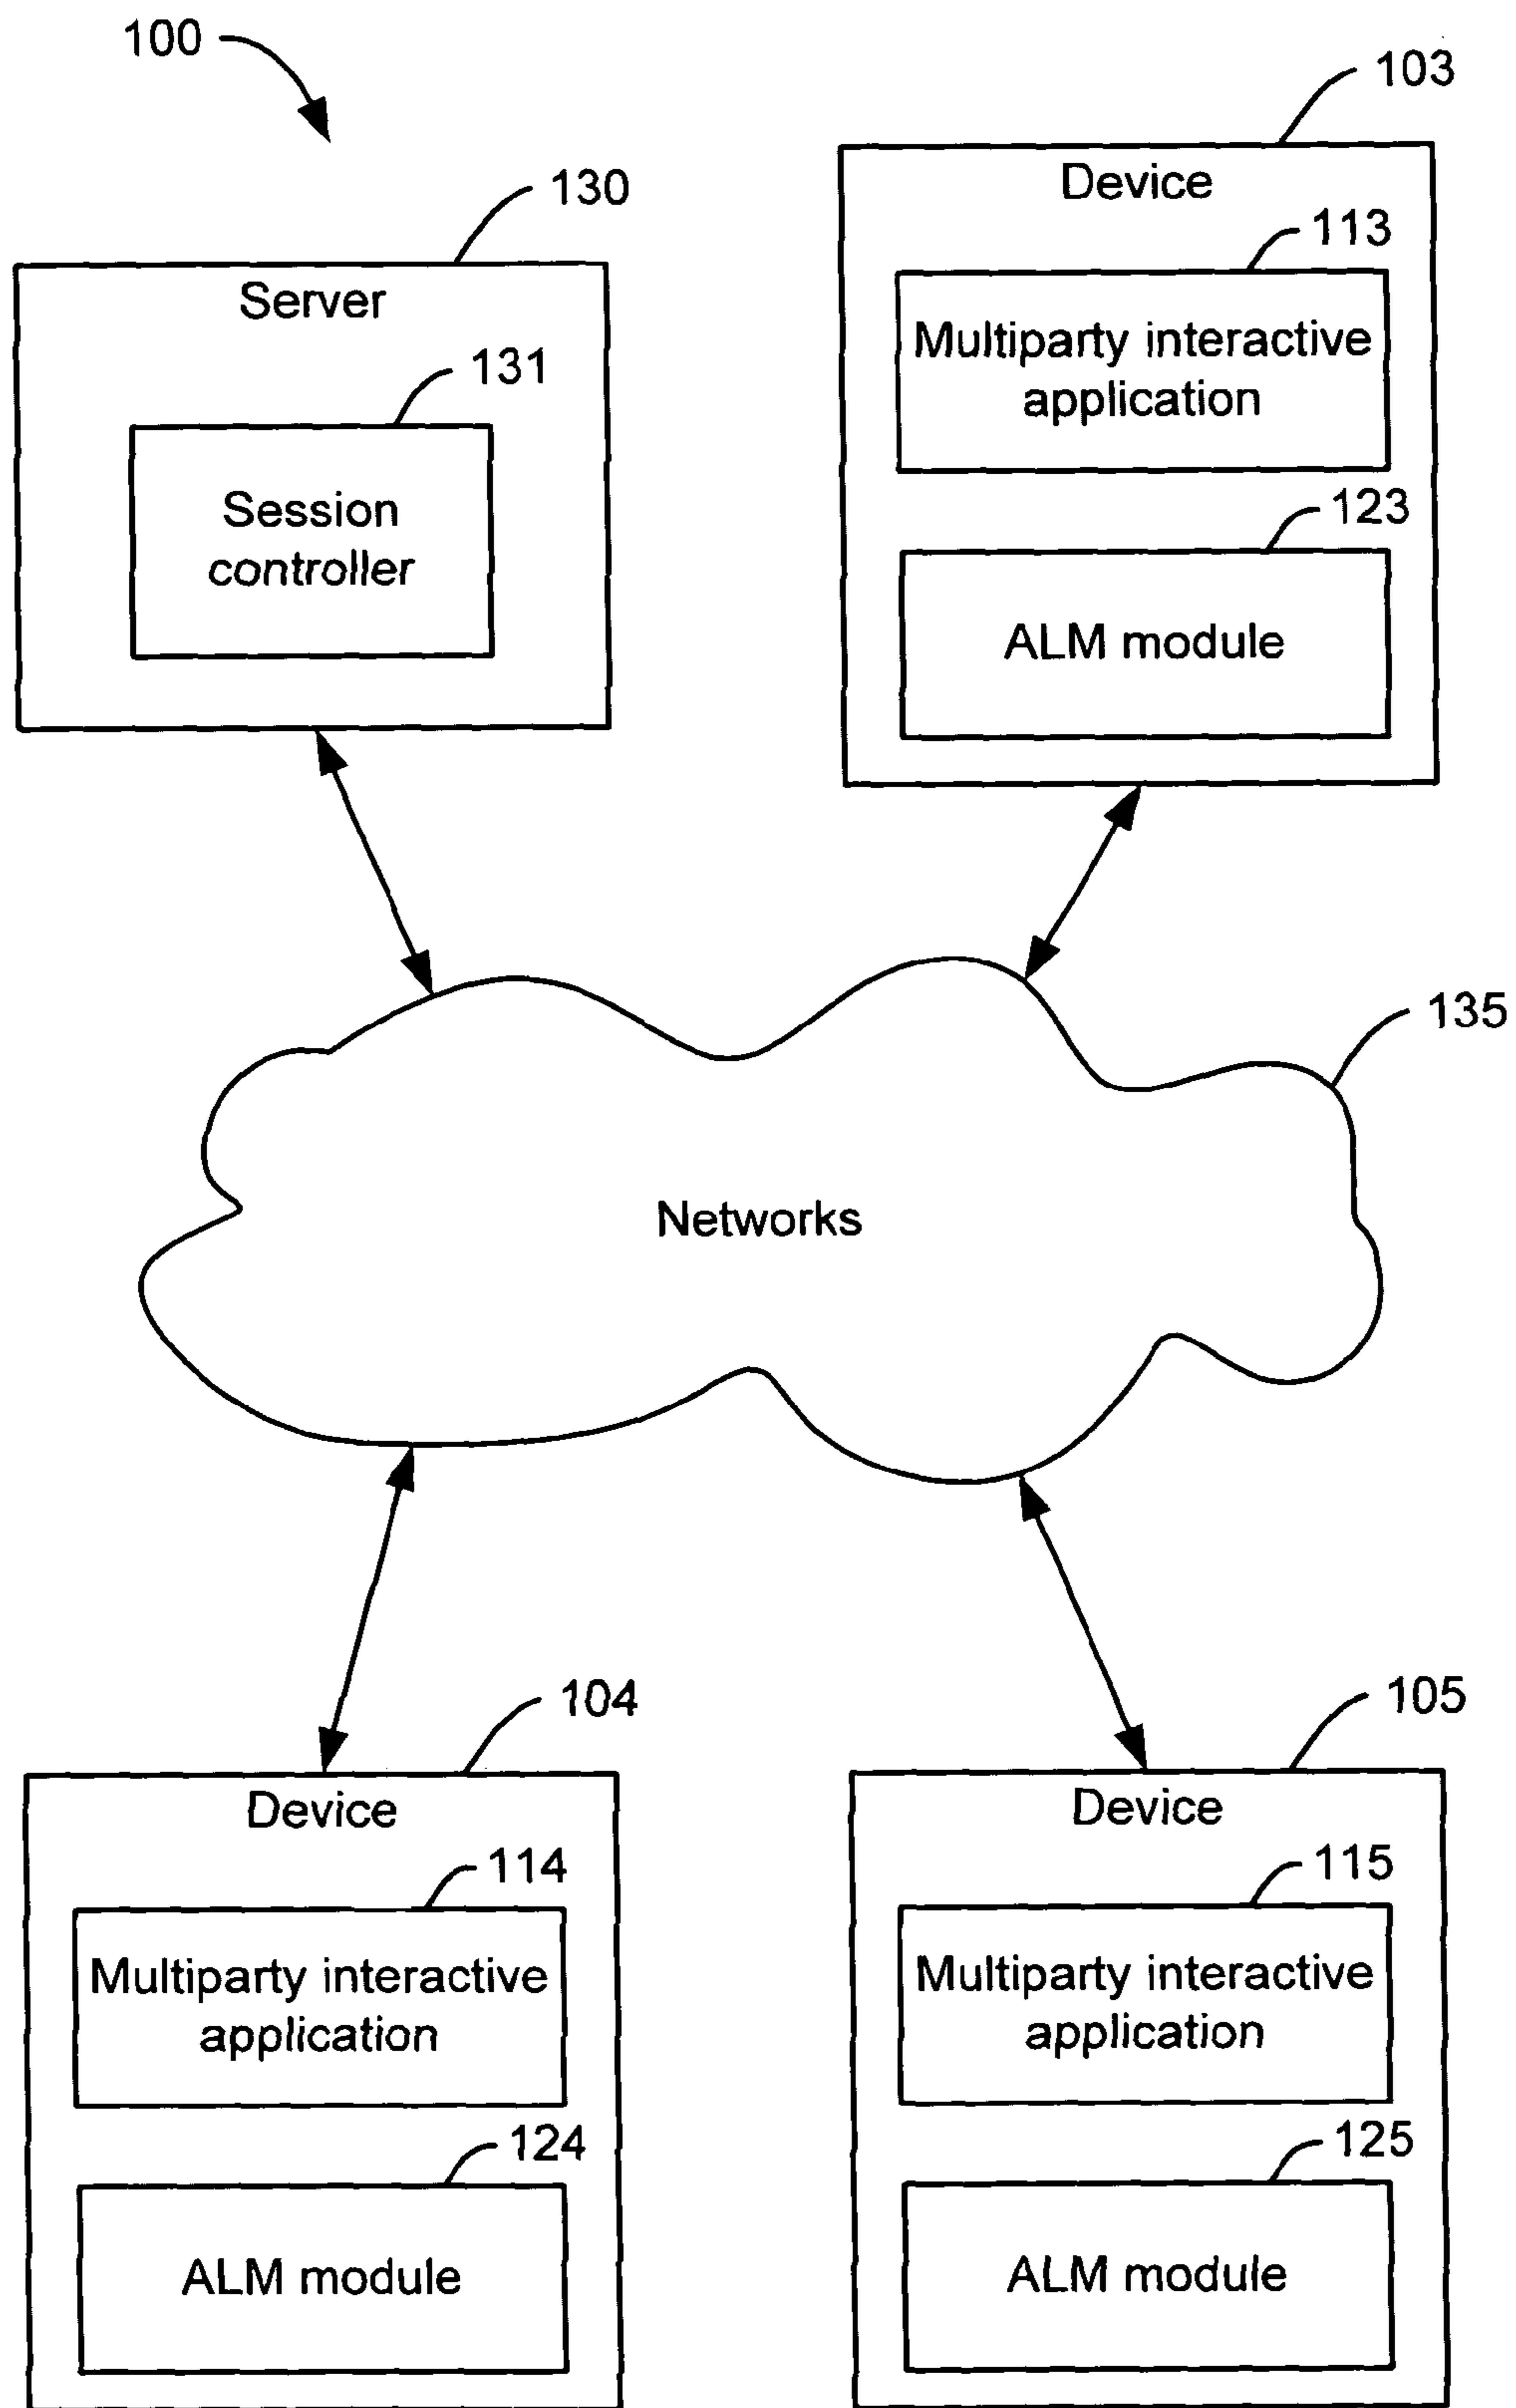 100
103
130
Device
113
Server
Multiparty interactive
application
131
Session
controller
123
ALM module
135
Networks
104
105
Device
114
Multiparty interactive
application
124
ALM module
Device
115
Multiparty interactive
application
125
ALM module